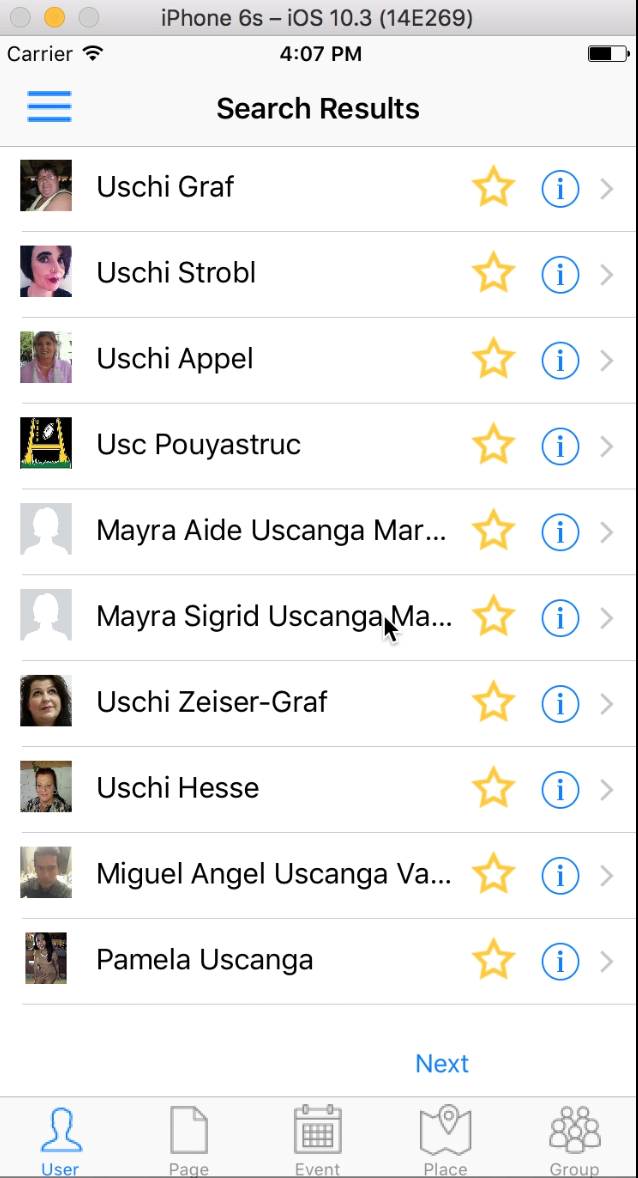 iPhone 6s – iOS 10.3 (14E269)
Carrier 4:07 PM
Search Results
Uschi Graf
Uschi Strobl
Uschi Appel
Usc Pouyastruc
Mayra Aide Uscanga Mar...
Mayra Sigrid Uscanga Ma...
Uschi Zeiser-Graf
Uschi Hesse
Miguel Angel Uscanga Va...
Pamela Uscanga
Next
User Page Event Place Group